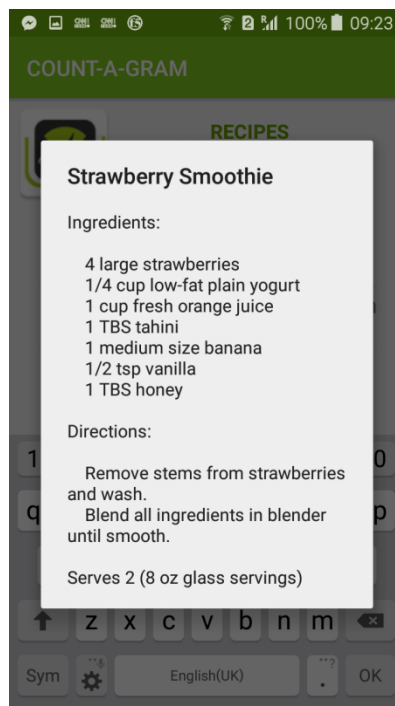 100% 09:23
COUNT-A-GRAM
RECIPES
Strawberry Smoothie
Ingredients:
4 large strawberries
1/4 cup low-fat plain yogurt
1 cup fresh orange juice
1 TBS tahini
1 medium size banana
1/2 tsp vanilla
1 TBS honey
Directions:
Remove stems from strawberries
and wash.
Blend all ingredients in blender
until smooth.
Serves 2 (8 oz glass servings)
1 0
q p
z x c v b n m
Sym English(UK) . OK